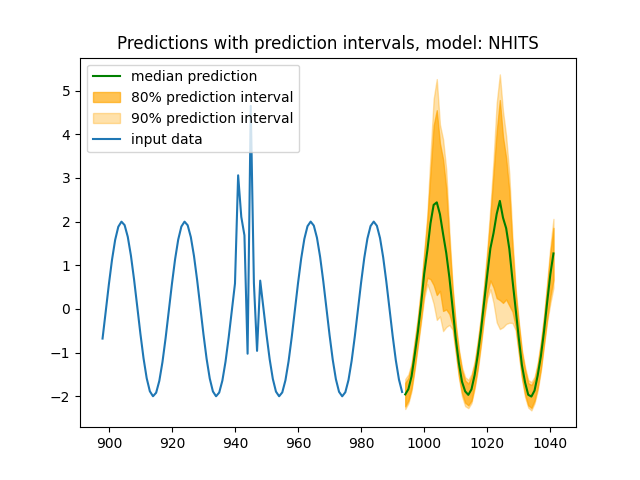 Predictions with prediction intervals, model: NHITS
median prediction
80% prediction interval
90% prediction interval
input data
5
4
3
2
1
0
−1
−2
900 920 940 960 980 1000 1020 1040